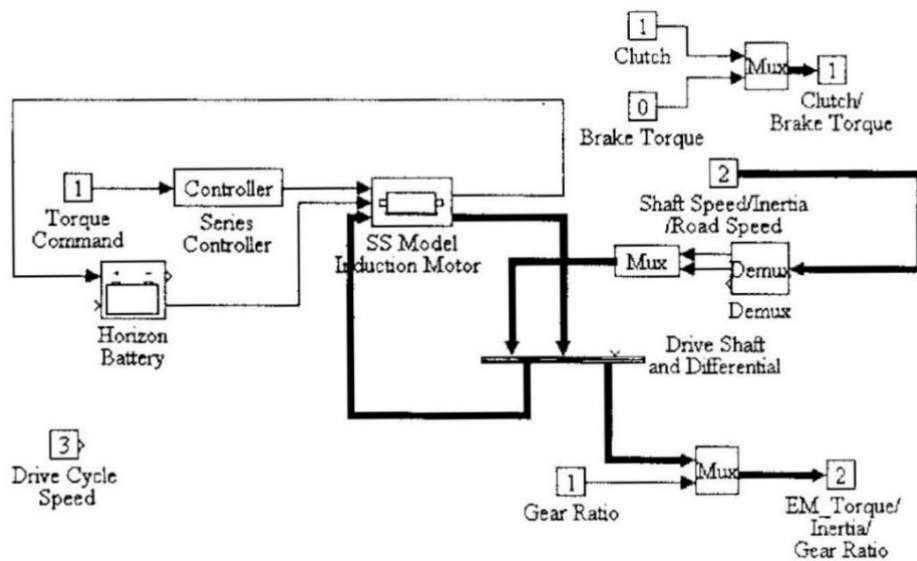 1
Clutch
Mux
1
Clutch/
Brake Torque
0
Brake Torque
1
Torque
Command
Controller
Series
Controller
SS Model
Induction Motor
2
Shaft Speed/Inertia
/Road Speed
Mux
Demux
Demux
+ -
Horizon
Battery
Drive Shaft
and Differential
3
Drive Cycle
Speed
1
Gear Ratio
Mux
2
EM_Torque/
Inertia/
Gear Ratio